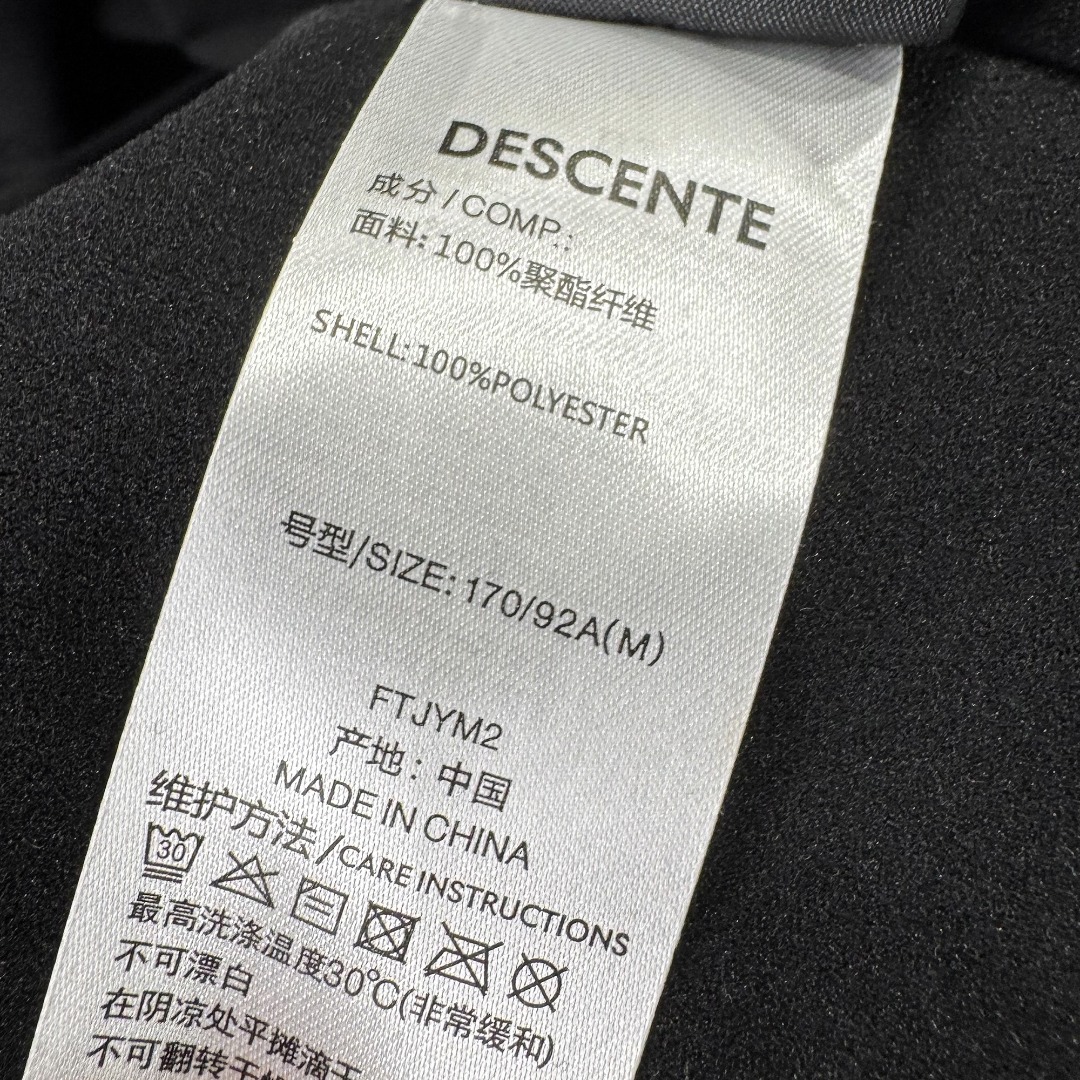 DESCENTE
成分/COMP.:
面料:100%聚酯纤维
SHELL:100%POLYESTER
号型/SIZE:170/92A(M)
FTJYM2
产地:中国
MADE IN CHINA
维护方法/CARE INSTRUCTIONS
30
最高洗涤温度30℃(非常缓和)
不可漂白
在阴凉处平摊滴干
不可翻转干燥